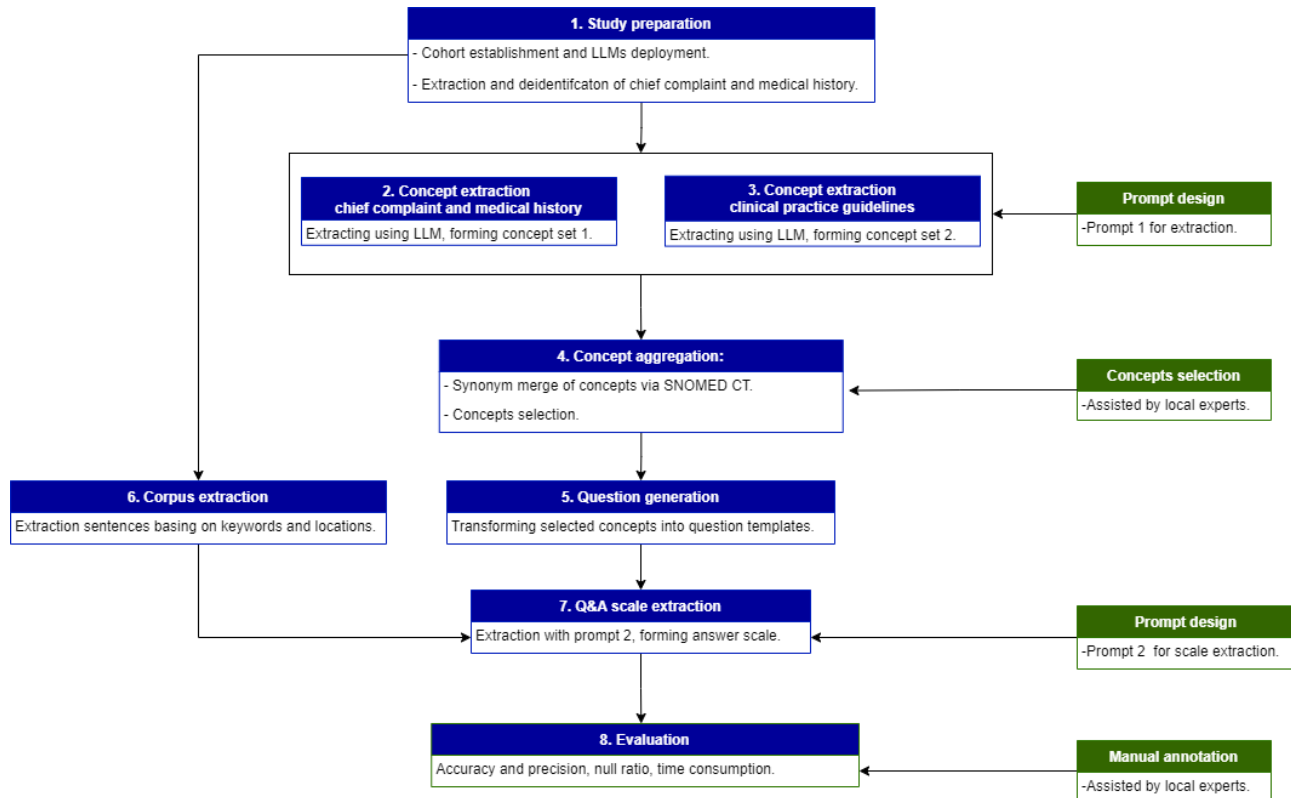 1. Study preparation
- Cohort establishment and LLMs deployment.
- Extraction and deidentifcaton of chief complaint and medical history.
2. Concept extraction
chief complaint and medical history
Extracting using LLM, forming concept set 1.
3. Concept extraction
clinical practice guidelines
Extracting using LLM, forming concept set 2.
Prompt design
-Prompt 1 for extraction.
4. Concept aggregation:
- Synonym merge of concepts via SNOMED CT.
- Concepts selection.
Concepts selection
-Assisted by local experts.
6. Corpus extraction
Extraction sentences basing on keywords and locations.
5. Question generation
Transforming selected concepts into question templates.
7. Q&A scale extraction
Extraction with prompt 2, forming answer scale.
Prompt design
-Prompt 2 for scale extraction.
8. Evaluation
Accuracy and precision, null ratio, time consumption.
Manual annotation
-Assisted by local experts.